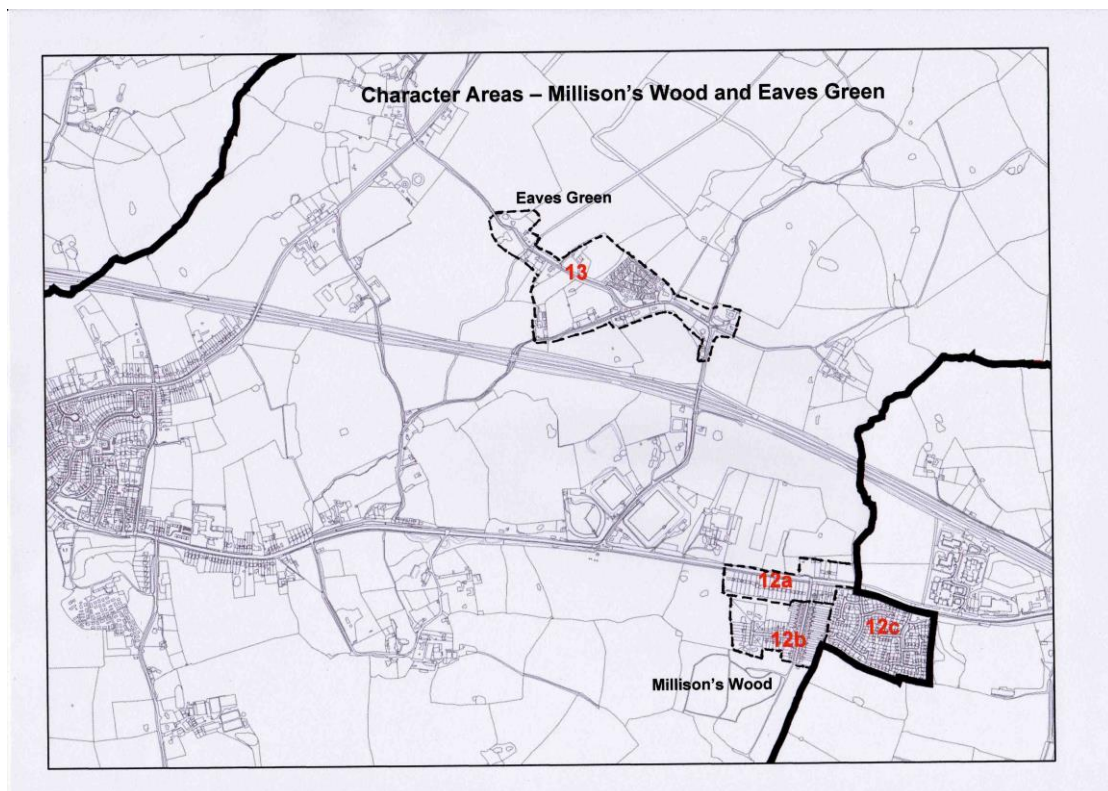 Character Areas – Millison's Wood and Eaves Green
Eaves Green
13
12a
12b
12c
Millison's Wood